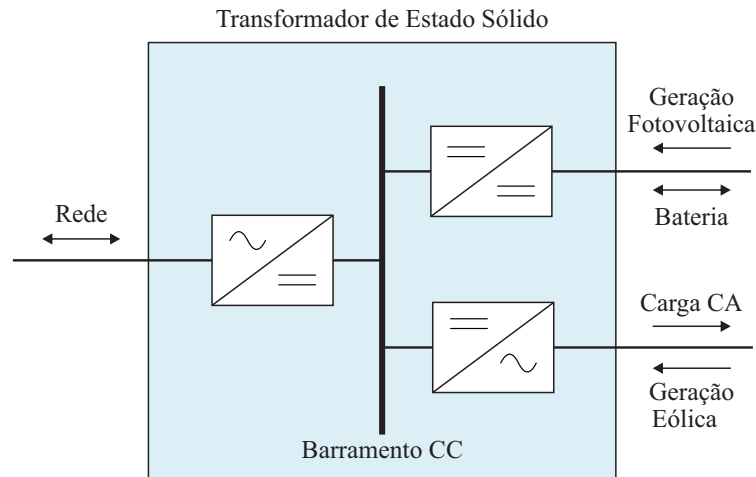 Transformador de Estado Sólido
Geração
Fotovoltaica
Rede
Bateria
Carga CA
Geração
Eólica
Barramento CC